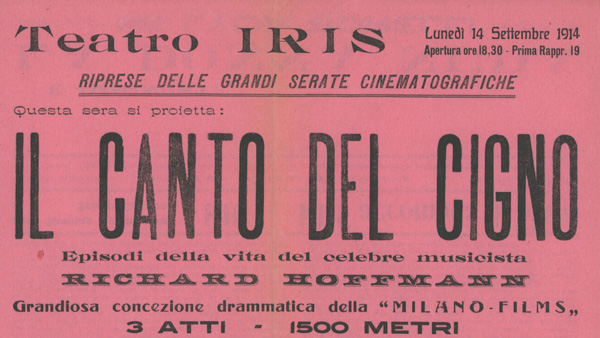 Teatro IRIS
Lunedì 14 Settembre 1914
Apertura ore 18,30 - Prima Rappr. 19
RIPRESE DELLE GRANDI SERATE CINEMATOGRAFICHE
Questa sera si proietta:
IL CANTO DEL CIGNO
Episodi della vita del celebre musicista
RICHARD HOFFMANN
Grandiosa concezione drammatica della "MILANO-FILMS„
3 ATTI - 1500 METRI